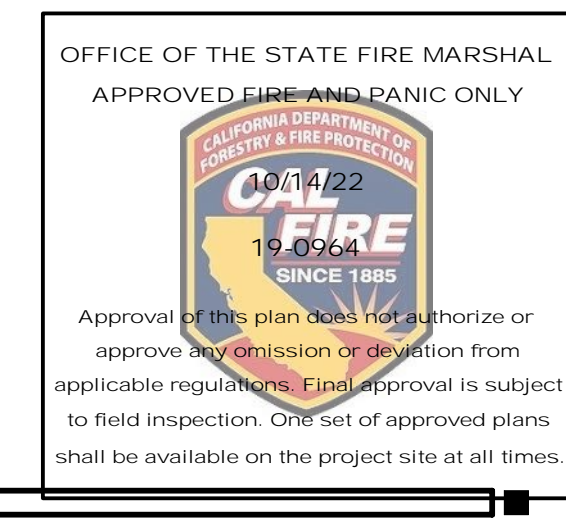 OFFICE OF THE STATE FIRE MARSHAL
APPROVED FIRE AND PANIC ONLY
CALIFORNIA DEPARTMENT OF
FORESTRY & FIRE PROTECTION
10/14/22
CAL
19-0964
FIRE
SINCE 1885
Approval of this plan does not authorize or
approve any omission or deviation from
applicable regulations. Final approval is subject
to field inspection. One set of approved plans
shall be available on the project site at all times.